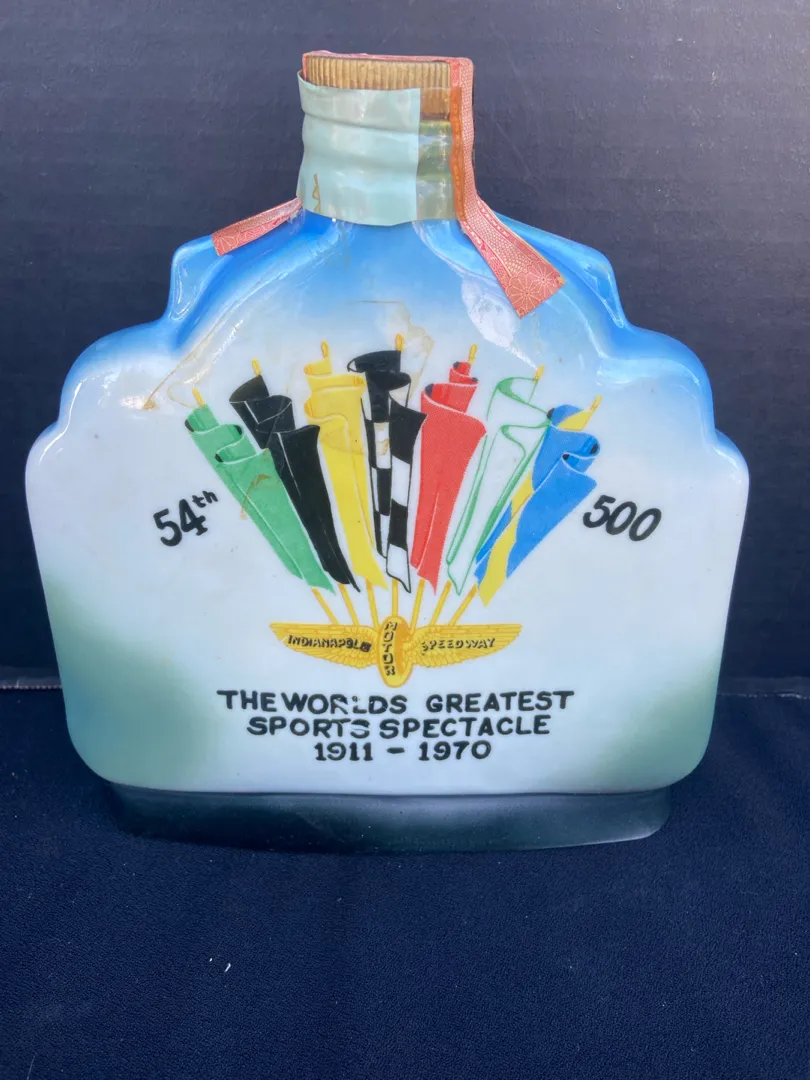 54th 500
INDIANAPOLIS MOTOR SPEEDWAY
THE WORLDS GREATEST
SPORTS SPECTACLE
1911 - 1970